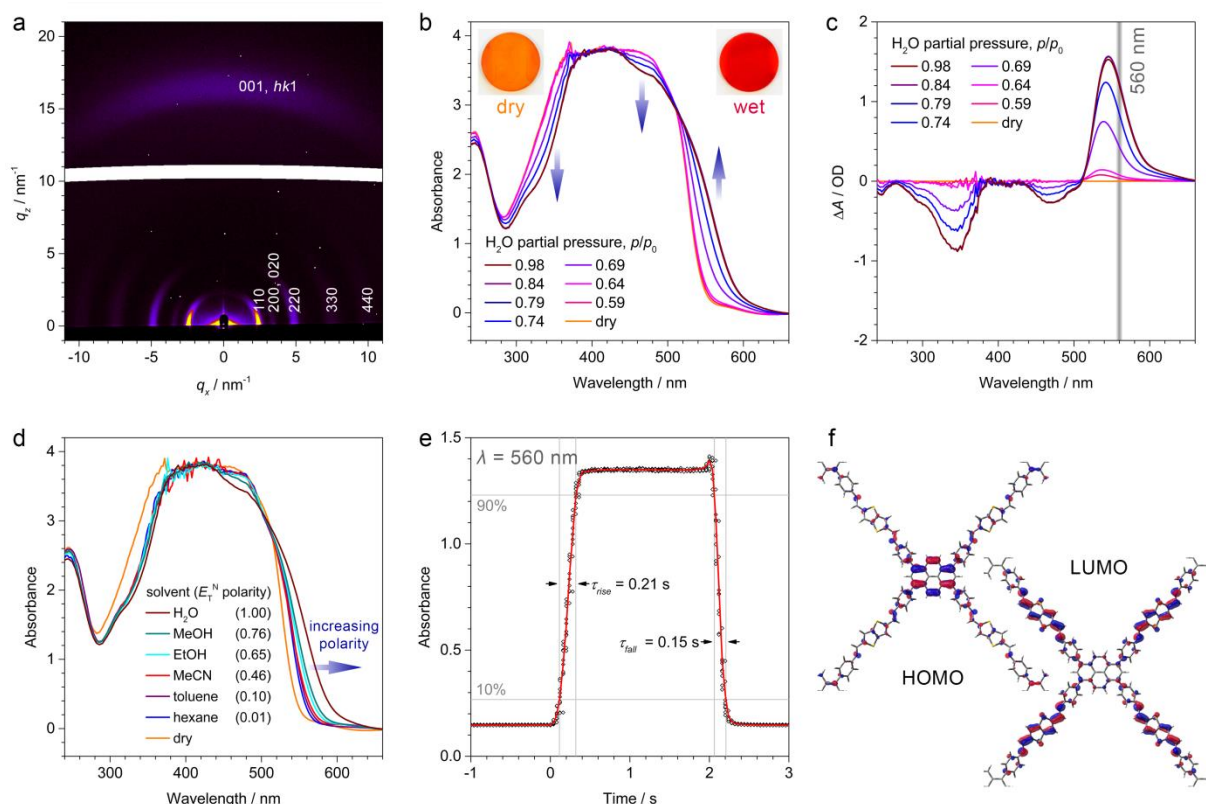 a
20
15
10
5
0
-5
0
5
10
q_z / nm⁻¹
q_x / nm⁻¹
001, hk1
110
200, 020
220
330
440
b
4
3
2
1
0
300
400
500
600
Absorbance
Wavelength / nm
dry
wet
H₂O partial pressure, p/p₀
0.98 0.69
0.84 0.64
0.79 0.59
0.74 dry
c
2
1
0
-1
-2
300
400
500
600
ΔA / OD
Wavelength / nm
560 nm
H₂O partial pressure, p/p₀
0.98 0.69
0.84 0.64
0.79 0.59
0.74 dry
d
4
3
2
1
0
300
400
500
600
Absorbance
Wavelength / nm
solvent (E_T^N polarity)
H₂O (1.00)
MeOH (0.76)
EtOH (0.65)
MeCN (0.46)
toluene (0.10)
hexane (0.01)
dry
increasing
polarity
e
1.5
1.0
0.5
0.0
-1
0
1
2
3
Absorbance
Time / s
λ = 560 nm
90%
10%
τ_rise = 0.21 s
τ_fall = 0.15 s
f
HOMO
LUMO